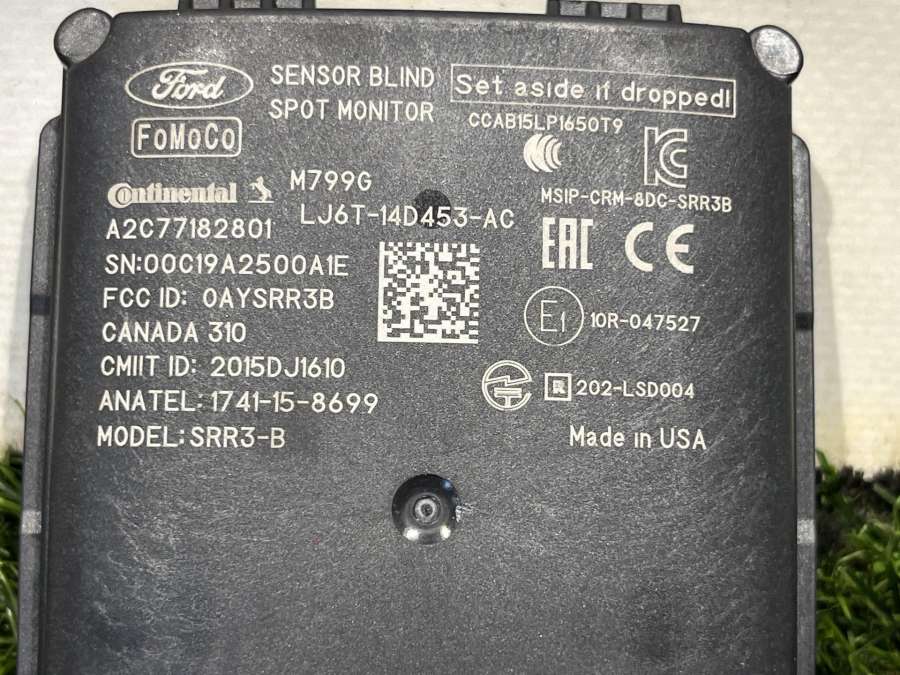 Ford
SENSOR BLIND
SPOT MONITOR
Set aside if dropped!
FoMoCo
CCAB15LP1650T9
Continental
M799G
MSIP-CRM-8DC-SRR3B
LJ6T-14D453-AC
A2C77182801
EAC CE
SN:00C19A2500A1E
FCC ID: OAYSRR3B
E1 10R-047527
CANADA 310
CMIIT ID: 2015DJ1610
R 202-LSD004
ANATEL: 1741-15-8699
MODEL: SRR3-B
Made in USA